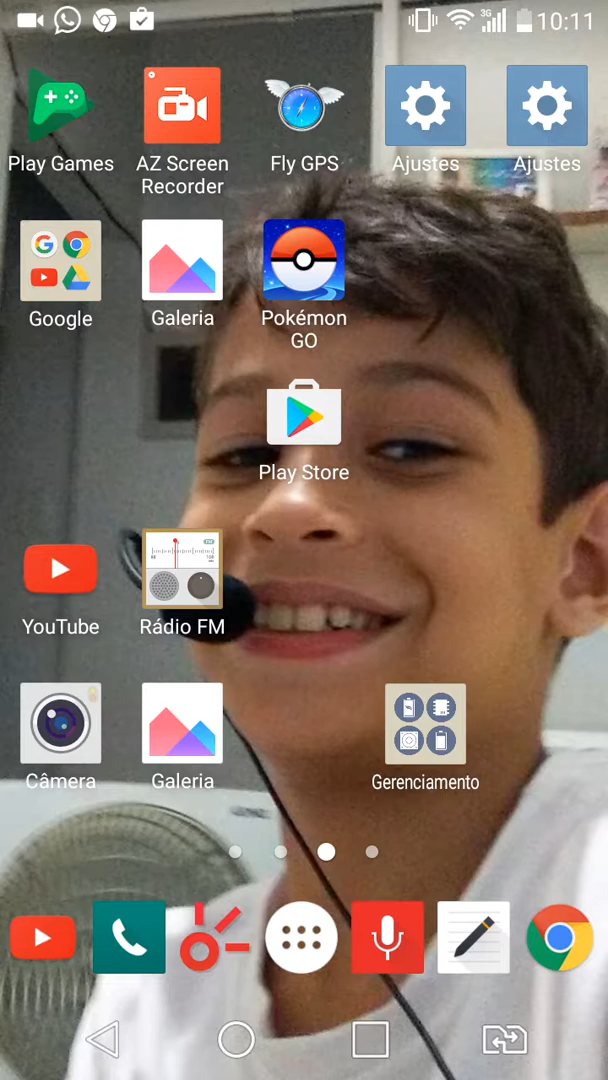 3G
10:11
Play Games
AZ Screen
Recorder
Fly GPS
Ajustes
Ajustes
Google
Galeria
Pokémon
GO
Play Store
YouTube
Rádio FM
Câmera
Galeria
Gerenciamento